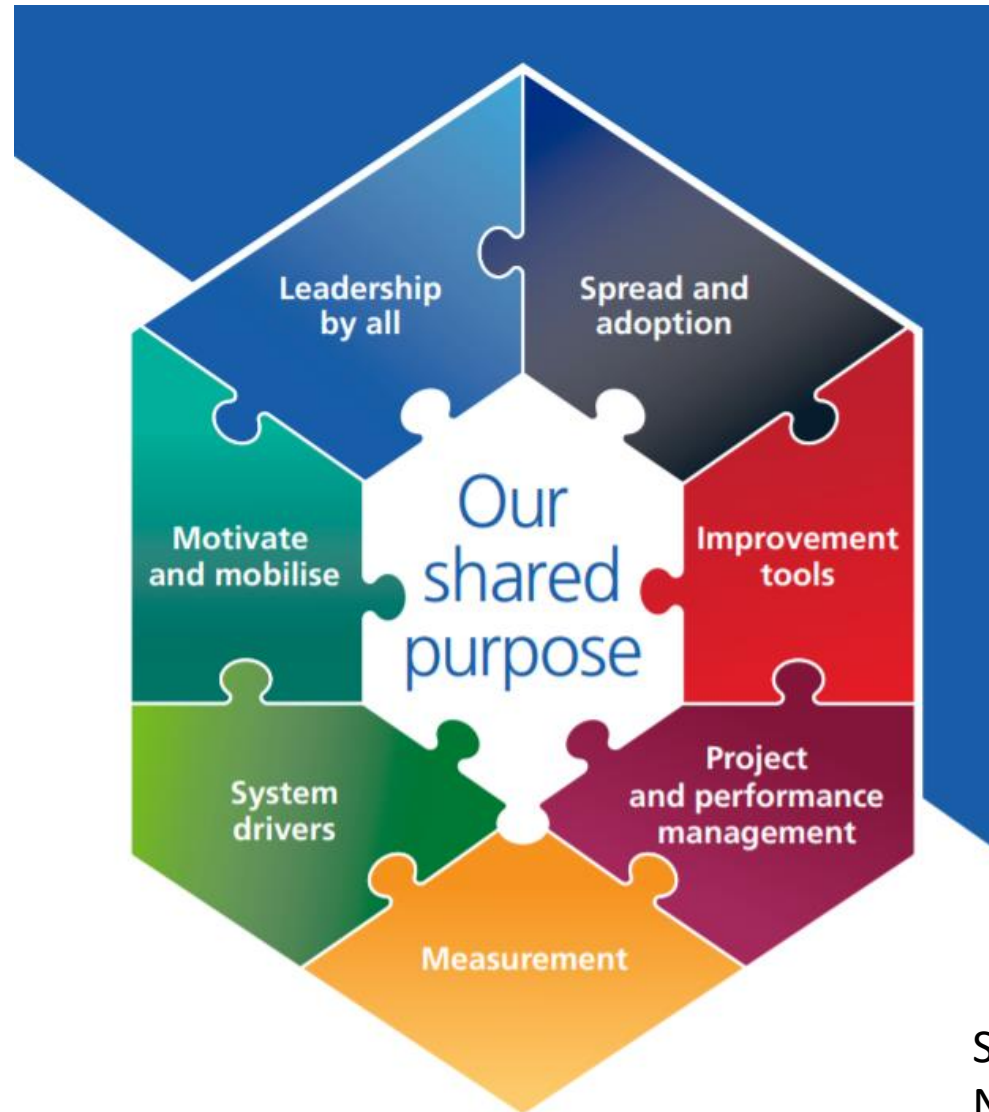 Leadership
by all
Spread and
adoption
Motivate
and mobilise
Our
shared
purpose
Improvement
tools
System
drivers
Project
and performance
management
Measurement